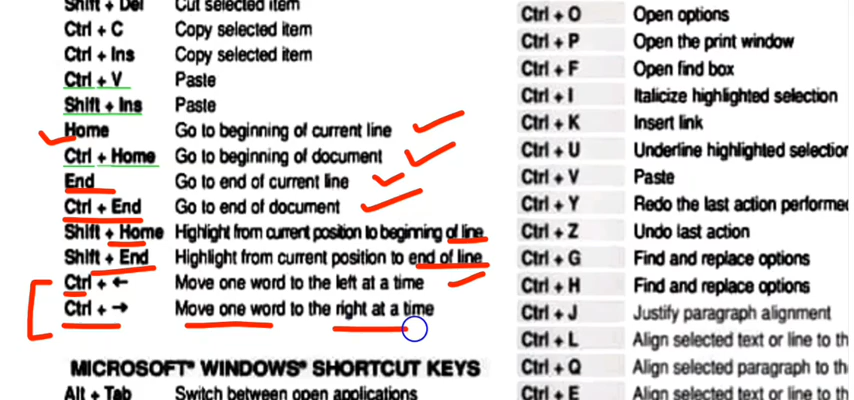 Shift + Del Cut selected item
Ctrl + C Copy selected item
Ctrl + Ins Copy selected item
Ctrl + V Paste
Shift + Ins Paste
Home Go to beginning of current line
Ctrl + Home Go to beginning of document
End Go to end of current line
Ctrl + End Go to end of document
Shift + Home Highlight from current position to beginning of line
Shift + End Highlight from current position to end of line
Ctrl + ← Move one word to the left at a time
Ctrl + → Move one word to the right at a time
MICROSOFT® WINDOWS® SHORTCUT KEYS
Alt + Tab Switch between open applications
Ctrl + O Open options
Ctrl + P Open the print window
Ctrl + F Open find box
Ctrl + I Italicize highlighted selection
Ctrl + K Insert link
Ctrl + U Underline highlighted selection
Ctrl + V Paste
Ctrl + Y Redo the last action performe
Ctrl + Z Undo last action
Ctrl + G Find and replace options
Ctrl + H Find and replace options
Ctrl + J Justify paragraph alignment
Ctrl + L Align selected text or line to th
Ctrl + Q Align selected paragraph to th
Ctrl + E Align selected text or line to th